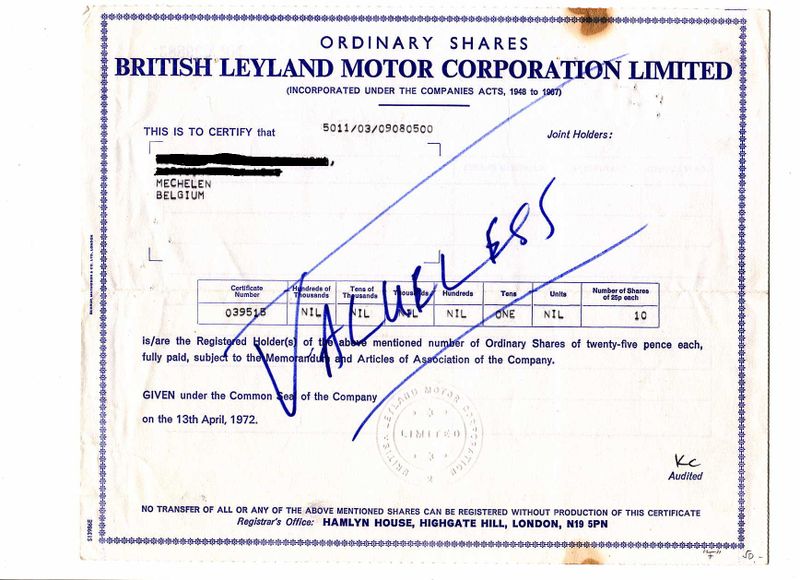 ORDINARY SHARES
BRITISH LEYLAND MOTOR CORPORATION LIMITED
(INCORPORATED UNDER THE COMPANIES ACTS, 1948 to 1967)
THIS IS TO CERTIFY that
5011/03/09080500
Joint Holders:
MECHELEN
BELGIUM
VALUELESS
Certificate Number Hundreds of Thousands Tens of Thousands Thousands Hundreds Tens Units Number of Shares of 25p each
039515 NIL NIL NIL NIL ONE NIL 10
is/are the Registered Holder(s) of the above mentioned number of Ordinary Shares of twenty-five pence each,
fully paid, subject to the Memorandum and Articles of Association of the Company.
GIVEN under the Common Seal of the Company
on the 13th April, 1972.
BRITISH LEYLAND MOTOR CORPORATION
LIMITED
KC
Audited
NO TRANSFER OF ALL OR ANY OF THE ABOVE MENTIONED SHARES CAN BE REGISTERED WITHOUT PRODUCTION OF THIS CERTIFICATE
Registrar's Office: HAMLYN HOUSE, HIGHGATE HILL, LONDON, N19 5PN
50.-